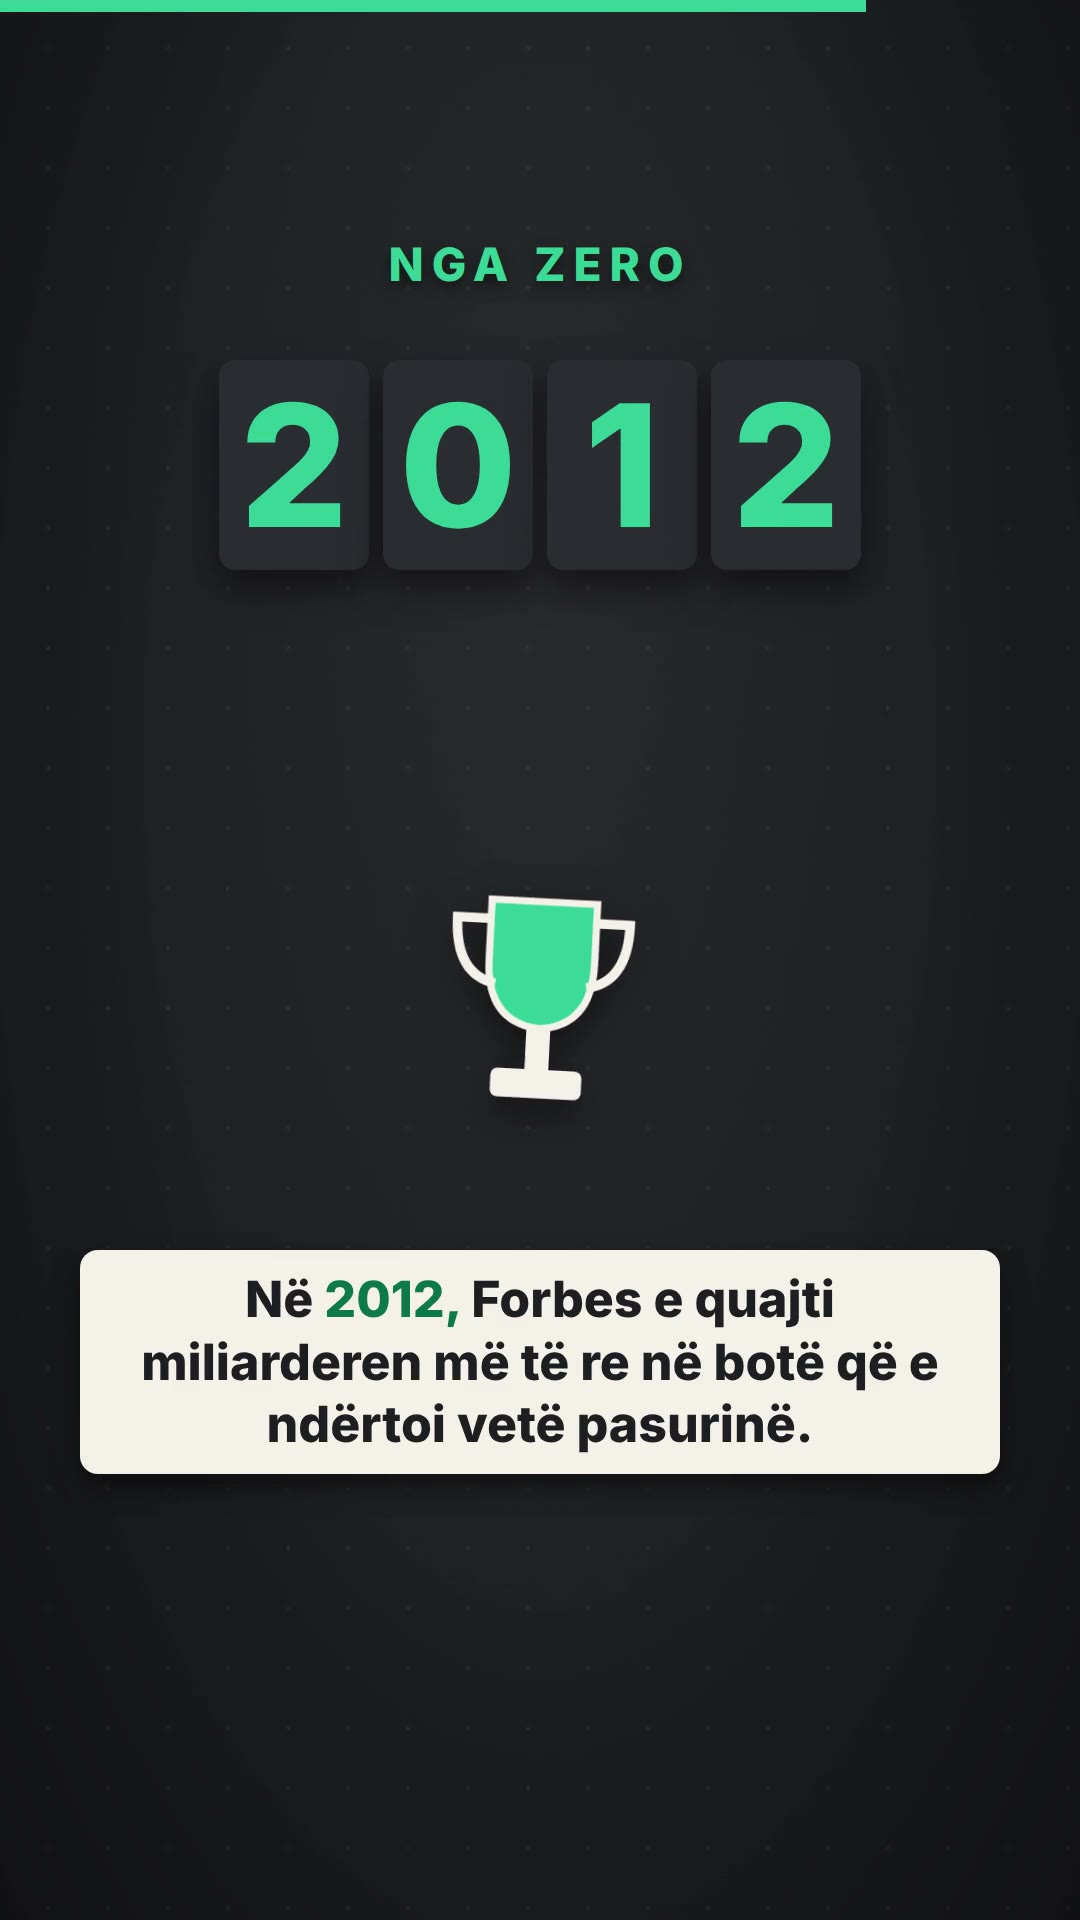 NGA ZERO
2012
Në 2012, Forbes e quajti
miliarderen më të re në botë që e
ndërtoi vetë pasurinë.